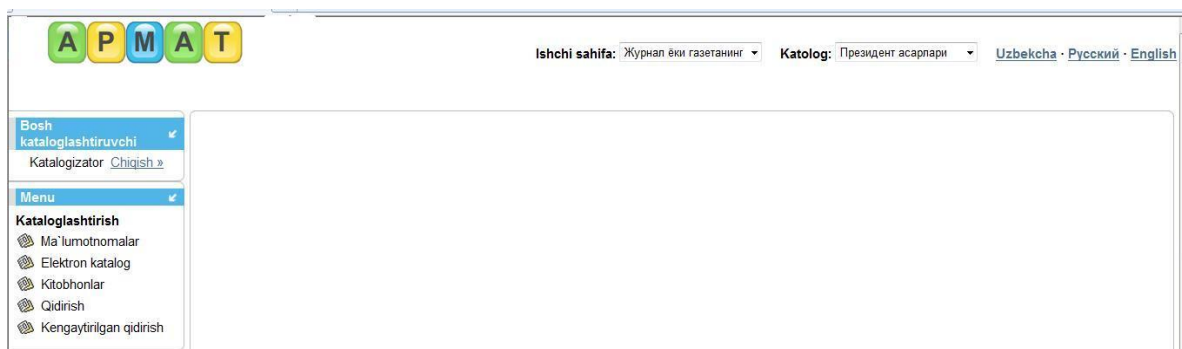 АРМАТ
Ishchi sahifa: Журнал ёки газетанинг Katolog: Президент асарлари Uzbekcha · Русский · English
Bosh
kataloglashtiruvchi
Katalogizator Chiqish »
Menu
Kataloglashtirish
Ma`lumotnomalar
Elektron katalog
Kitobhonlar
Qidirish
Kengaytirilgan qidirish